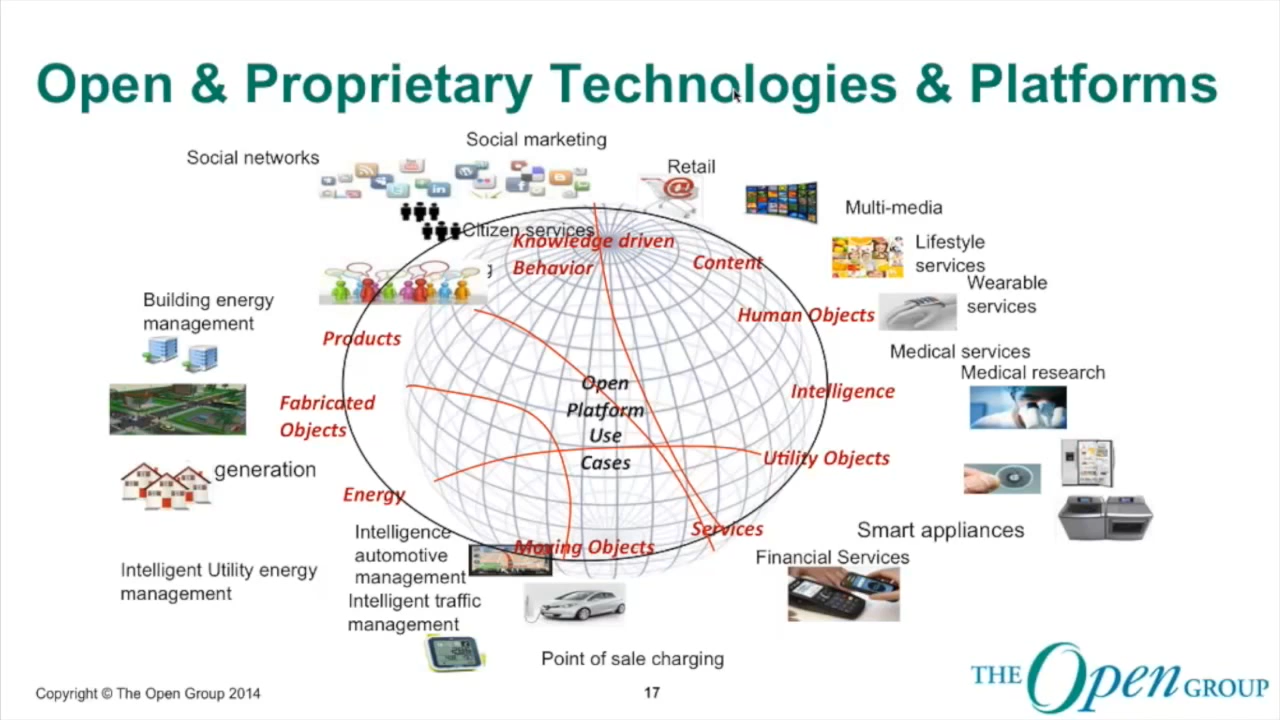 Open & Proprietary Technologies & Platforms
Social marketing
Social networks
Retail
Multi-media
Citizen services
Knowledge driven
Behavior
Content
Lifestyle
services
Wearable
services
Building energy
management
Human Objects
Products
Medical services
Medical research
Open
Platform
Use
Cases
Intelligence
Fabricated
Objects
generation
Utility Objects
Energy
Services
Smart appliances
Intelligence
automotive
management
Moving Objects
Financial Services
Intelligent Utility energy
management
Intelligent traffic
management
Point of sale charging
Copyright © The Open Group 2014
17
THE Open GROUP